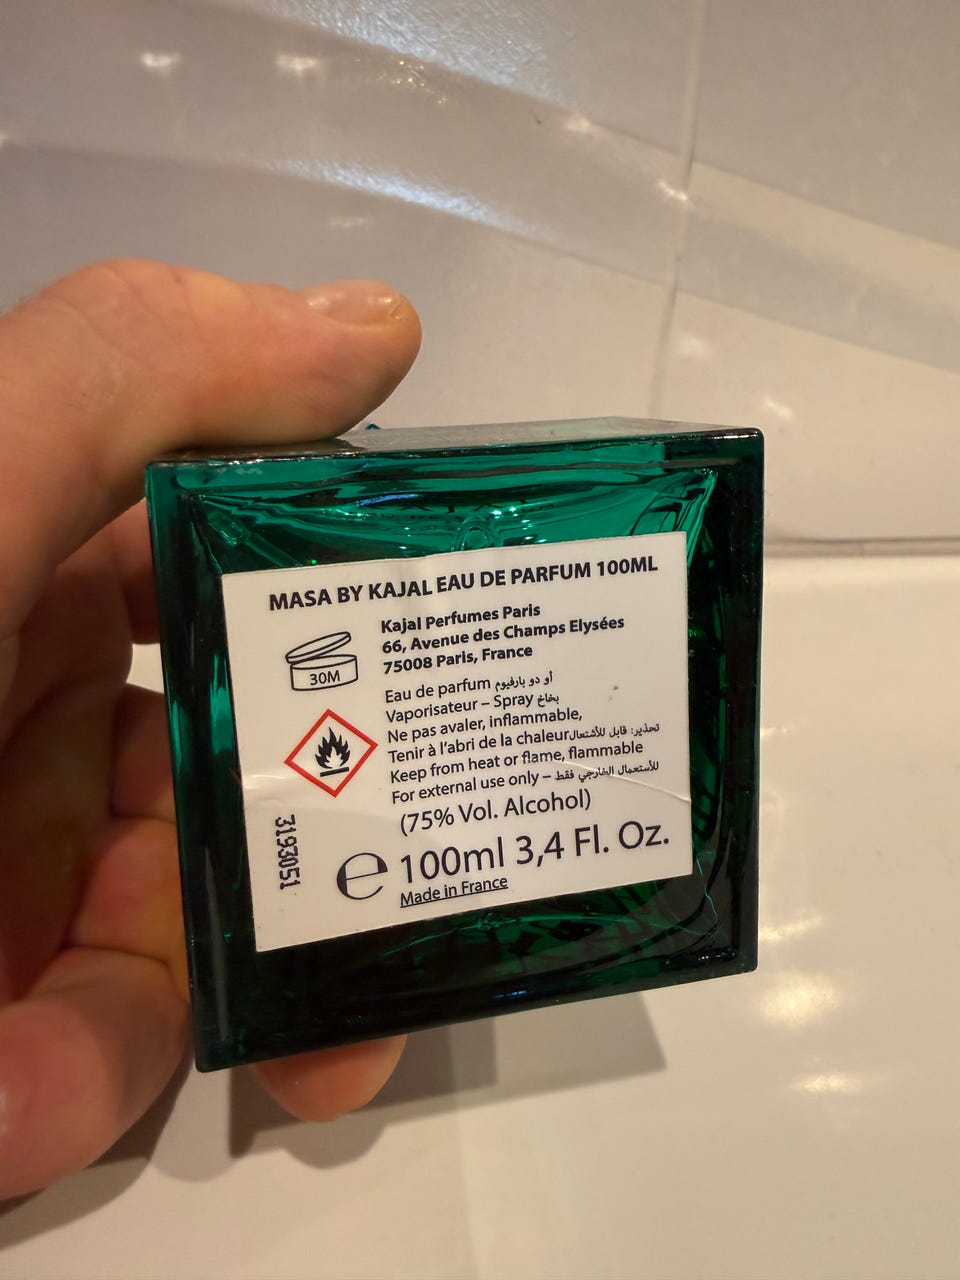 MASA BY KAJAL EAU DE PARFUM 100ML
Kajal Perfumes Paris
66, Avenue des Champs Elysées
75008 Paris, France
30M
Eau de parfum أو دو بارفيوم
Vaporisateur – Spray بخاخ
Ne pas avaler, inflammable,
Tenir à l'abri de la chaleur تحذير: قابل للأشتعال
Keep from heat or flame, flammable
For external use only – للأستعمال الخارجي فقط
(75% Vol. Alcohol)
3193051
e 100ml 3,4 Fl. Oz.
Made in France